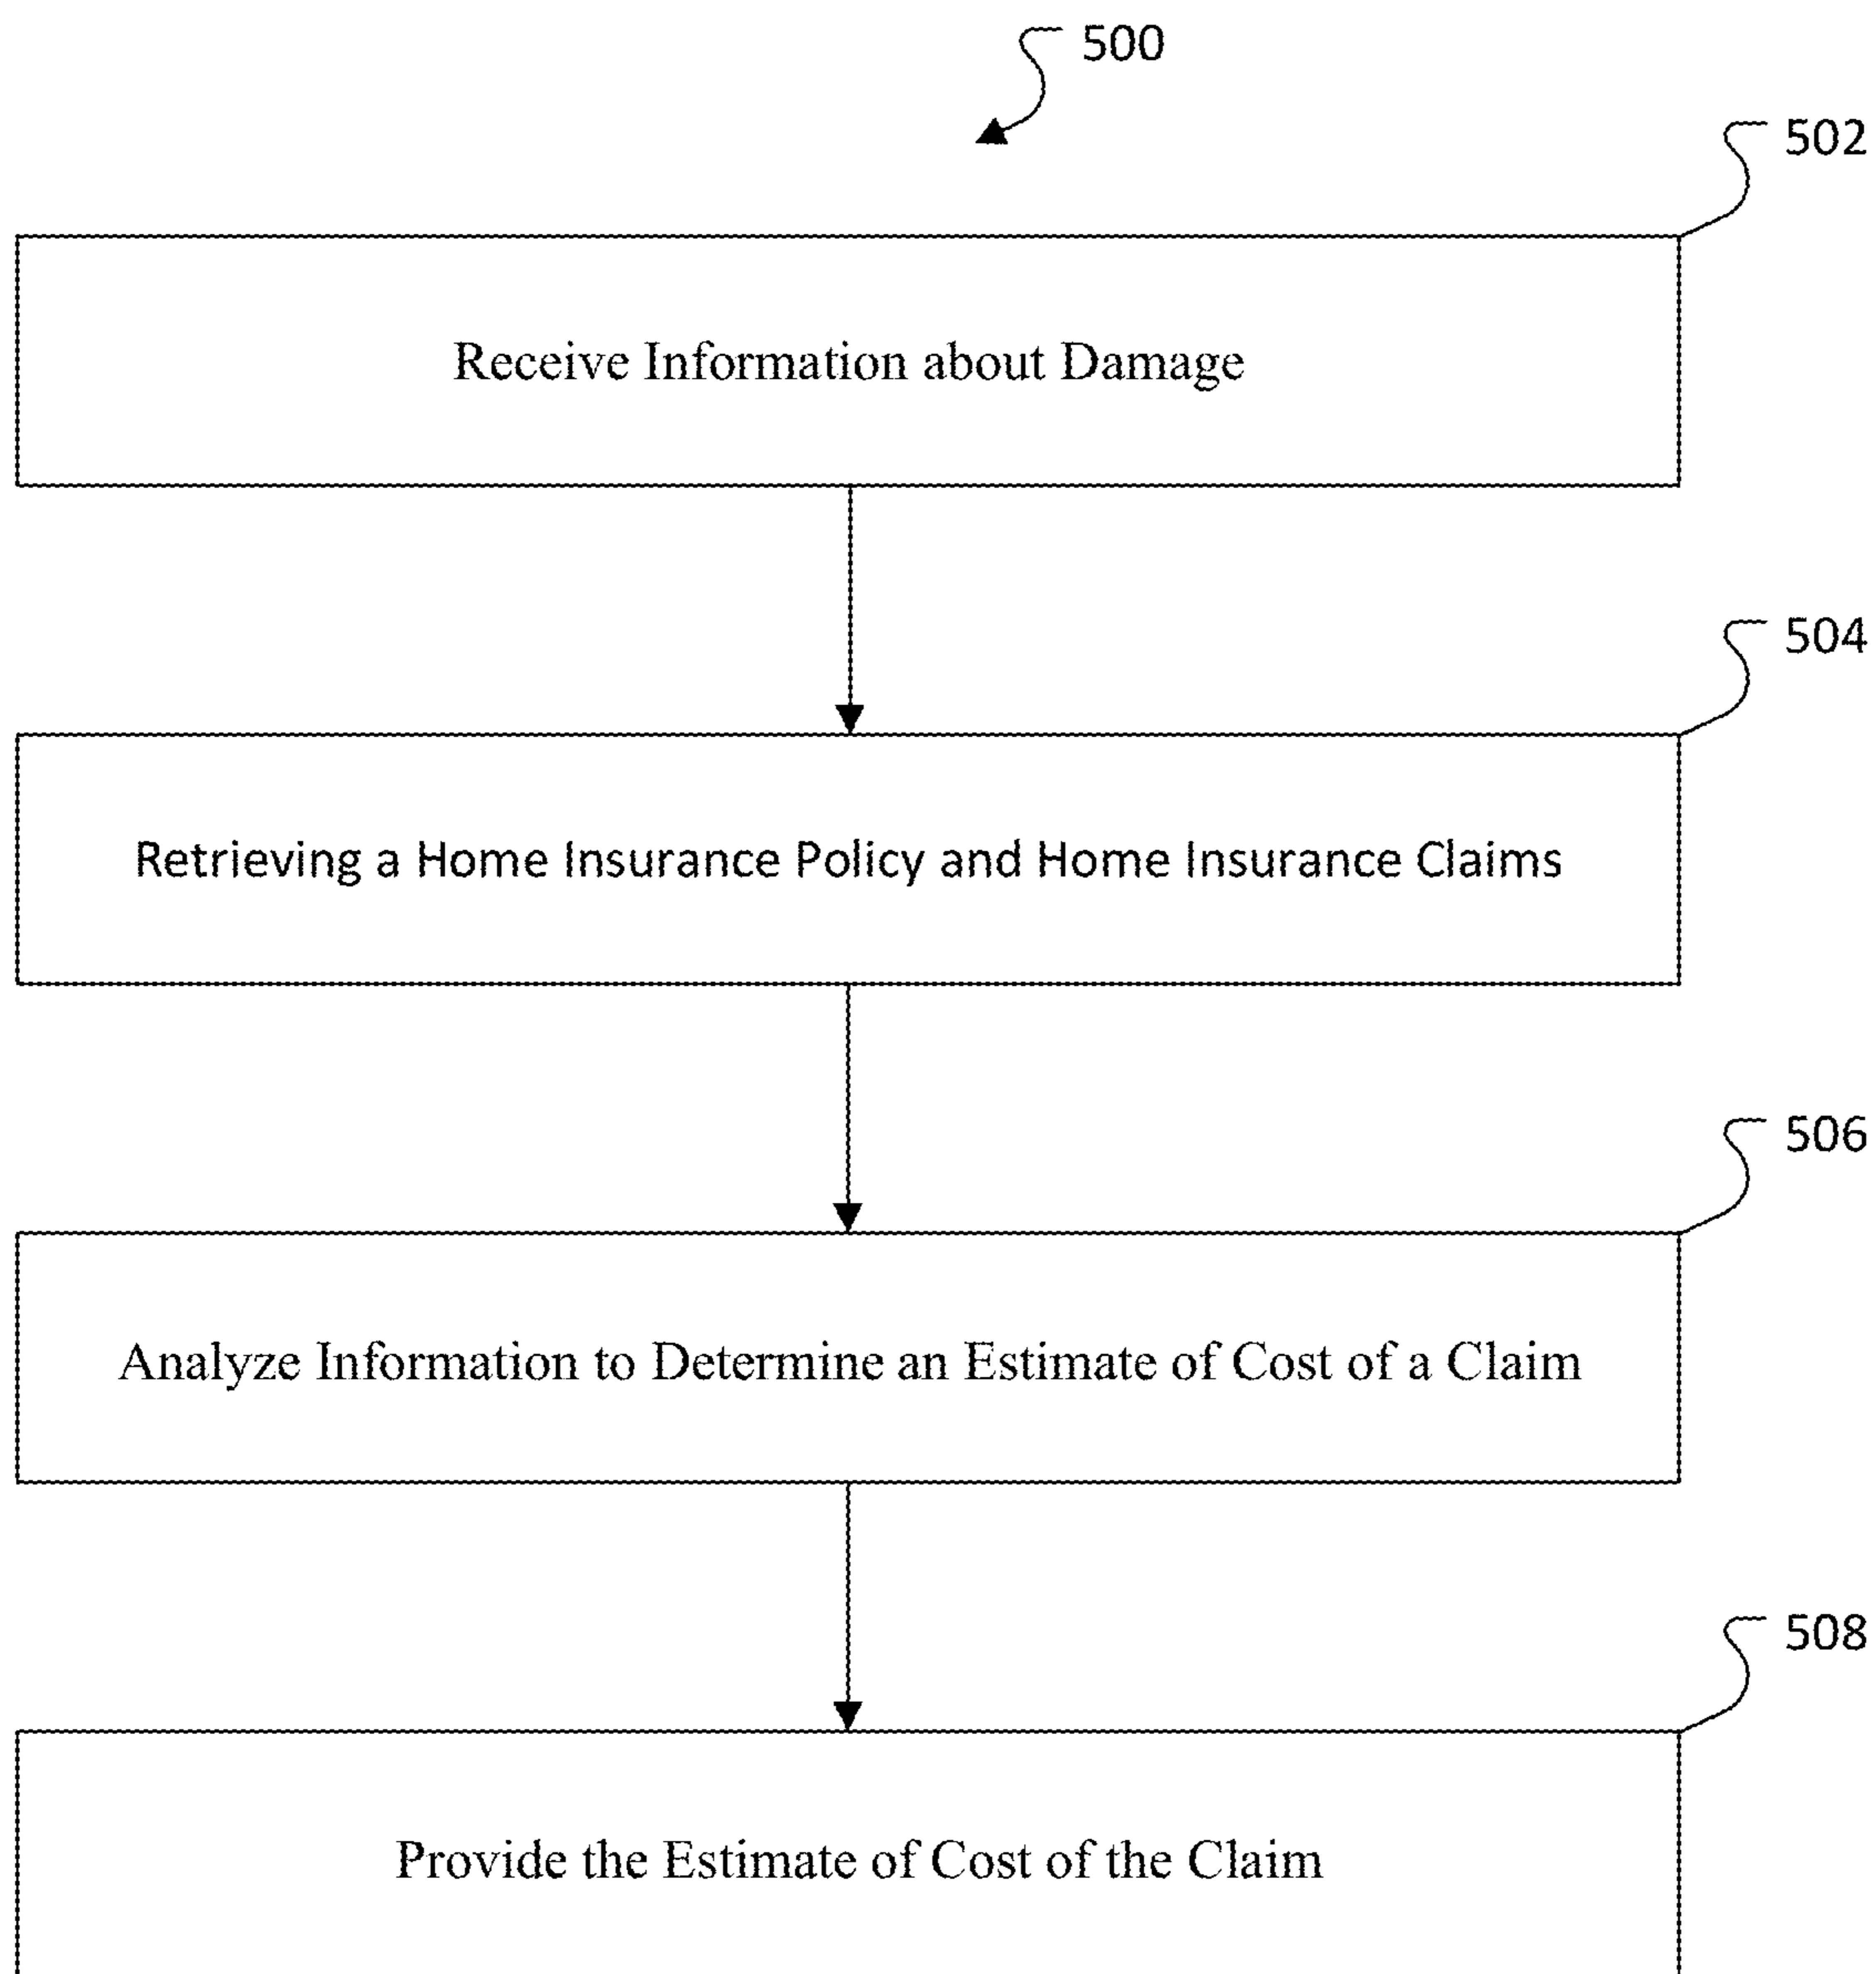 500
502
Receive Information about Damage
504
Retrieving a Home Insurance Policy and Home Insurance Claims
506
Analyze Information to Determine an Estimate of Cost of a Claim
508
Provide the Estimate of Cost of the Claim